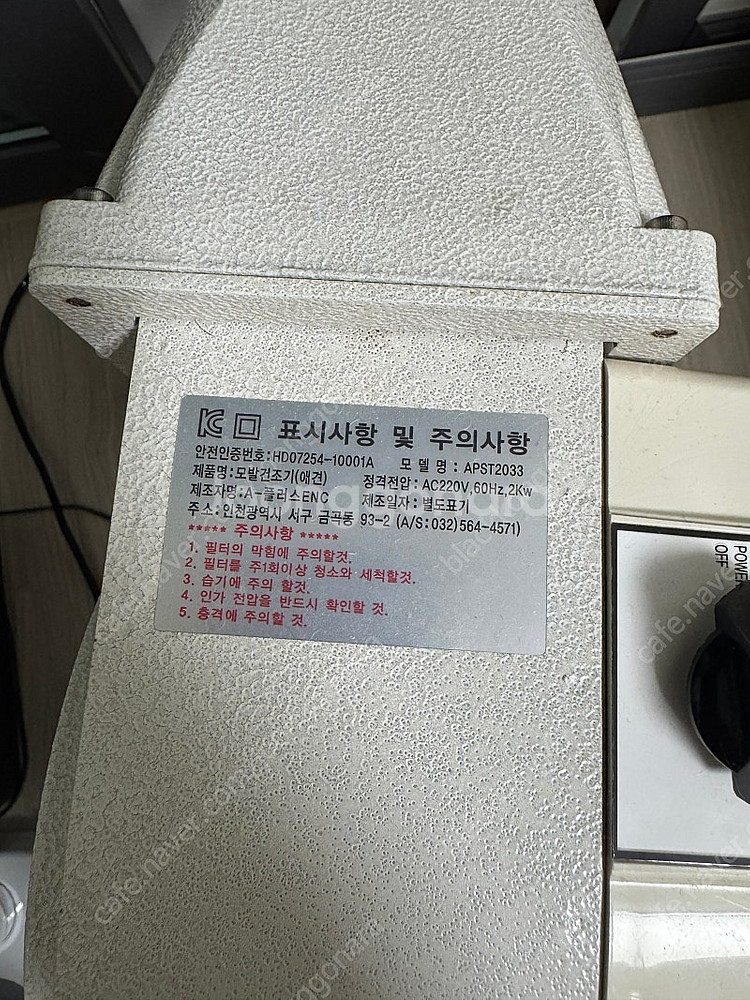 표시사항 및 주의사항
안전인증번호:HD07254-10001A 모 델 명 : APST2033
제품명:모발건조기(애견) 정격전압 : AC220V,60Hz,2Kw
제조자명:A-플러스ENC 제조일자 : 별도표기
주소:인천광역시 서구 금곡동 93-2 (A/S:032)564-4571)
***** 주의사항 *****
1. 필터의 막힘에 주의할것.
2. 필터를 주1회이상 청소와 세척할것.
3. 습기에 주의 할것.
4. 인가 전압을 반드시 확인할 것.
5. 충격에 주의할 것.
POWE
OFF
cafe.naver.com/joonggonara